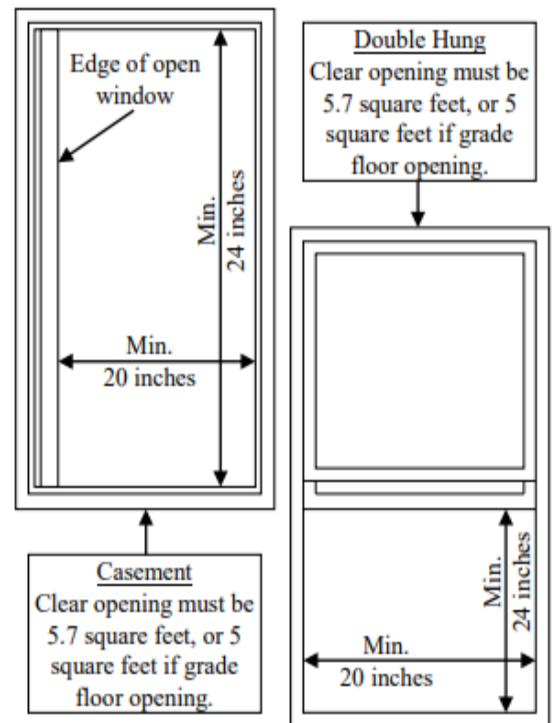 Edge of open
window
Min.
24 inches
Min.
20 inches
Casement
Clear opening must be
5.7 square feet, or 5
square feet if grade
floor opening.
Double Hung
Clear opening must be
5.7 square feet, or 5
square feet if grade
floor opening.
Min.
24 inches
Min.
20 inches